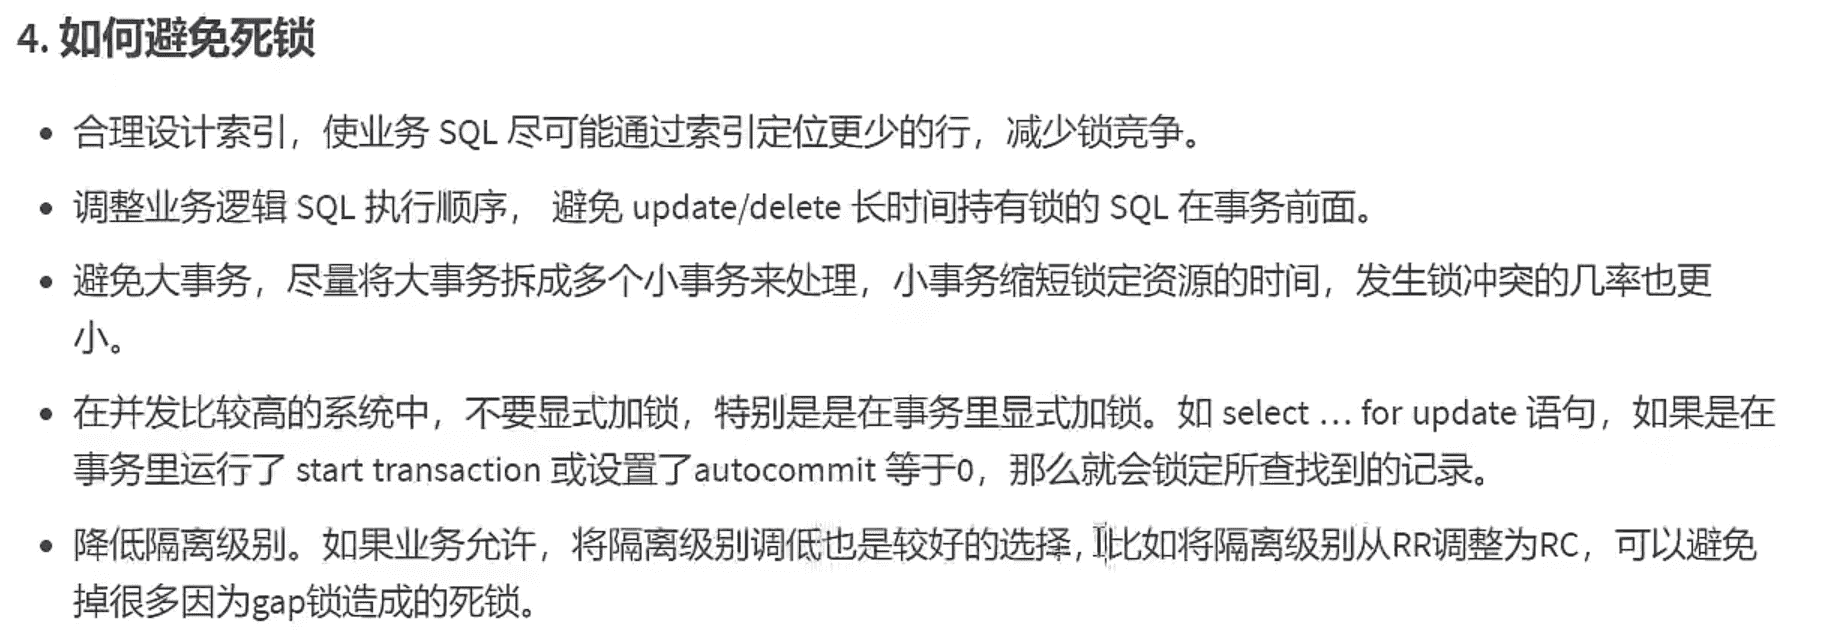 4. 如何避免死锁
合理设计索引，使业务 SQL 尽可能通过索引定位更少的行，减少锁竞争。
调整业务逻辑 SQL 执行顺序， 避免 update/delete 长时间持有锁的 SQL 在事务前面。
避免大事务，尽量将大事务拆成多个小事务来处理，小事务缩短锁定资源的时间，发生锁冲突的几率也更
小。
在并发比较高的系统中，不要显式加锁，特别是是在事务里显式加锁。如 select … for update 语句，如果是在
事务里运行了 start transaction 或设置了autocommit 等于0，那么就会锁定所查找到的记录。
降低隔离级别。如果业务允许，将隔离级别调低也是较好的选择，比如将隔离级别从RR调整为RC，可以避免
掉很多因为gap锁造成的死锁。